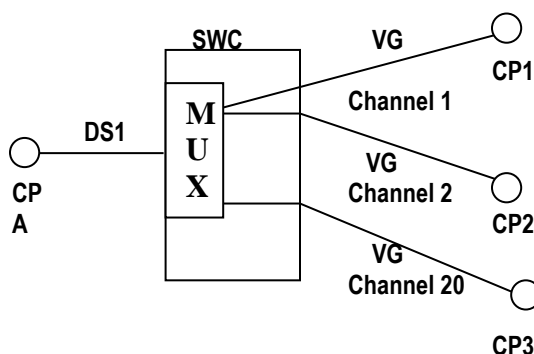 SWC
VG
CP1
Channel 1
DS1
M
U
X
CP
A
VG
Channel 2
CP2
VG
Channel 20
CP3